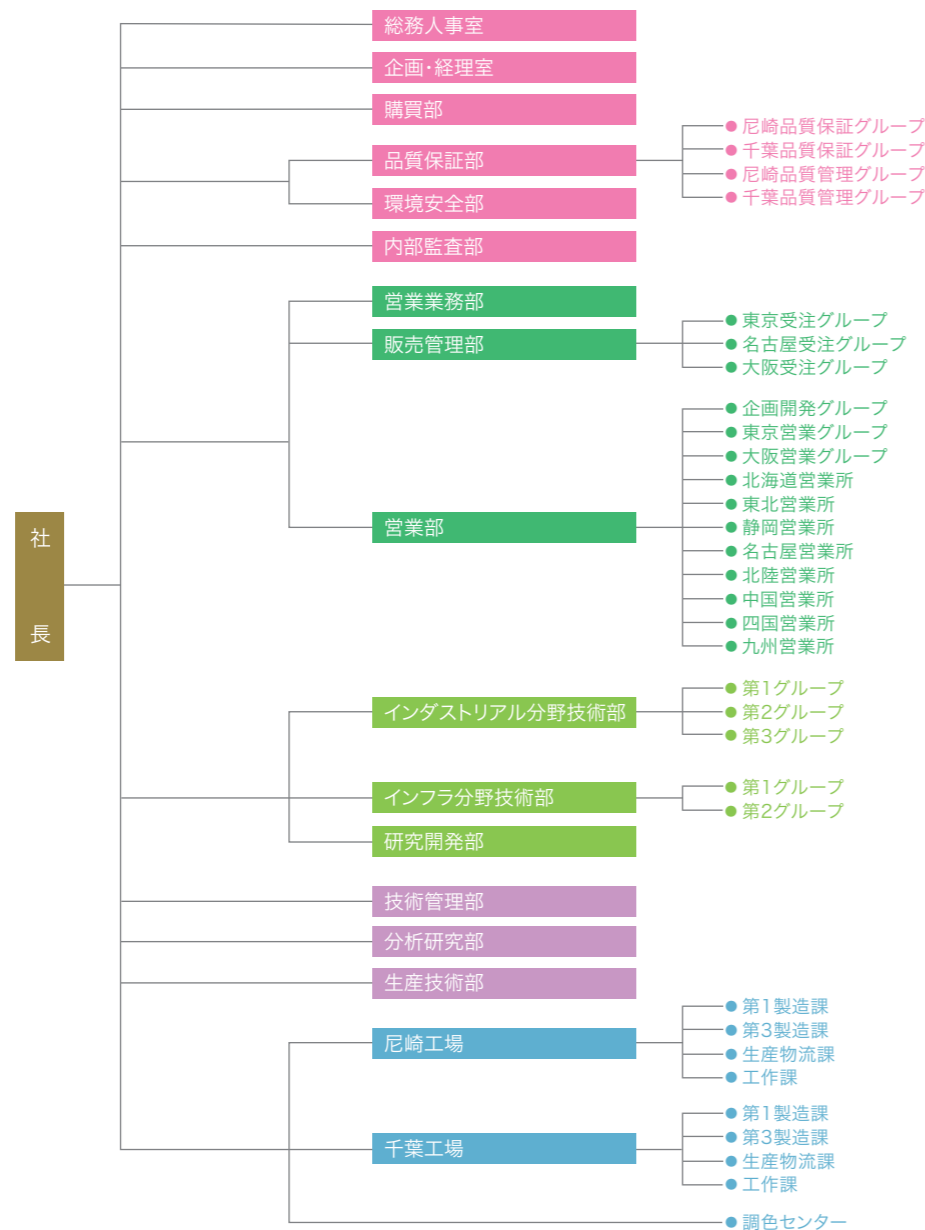 総務人事室
企画・経理室
購買部
品質保証部
尼崎品質保証グループ
千葉品質保証グループ
尼崎品質管理グループ
千葉品質管理グループ
環境安全部
内部監査部
営業業務部
販売管理部
東京受注グループ
名古屋受注グループ
大阪受注グループ
営業部
企画開発グループ
東京営業グループ
大阪営業グループ
北海道営業所
東北営業所
静岡営業所
名古屋営業所
北陸営業所
中国営業所
四国営業所
九州営業所
社長
インダストリアル分野技術部
第1グループ
第2グループ
第3グループ
インフラ分野技術部
第1グループ
第2グループ
研究開発部
技術管理部
分析研究部
生産技術部
尼崎工場
第1製造課
第3製造課
生産物流課
工作課
千葉工場
第1製造課
第3製造課
生産物流課
工作課
調色センター